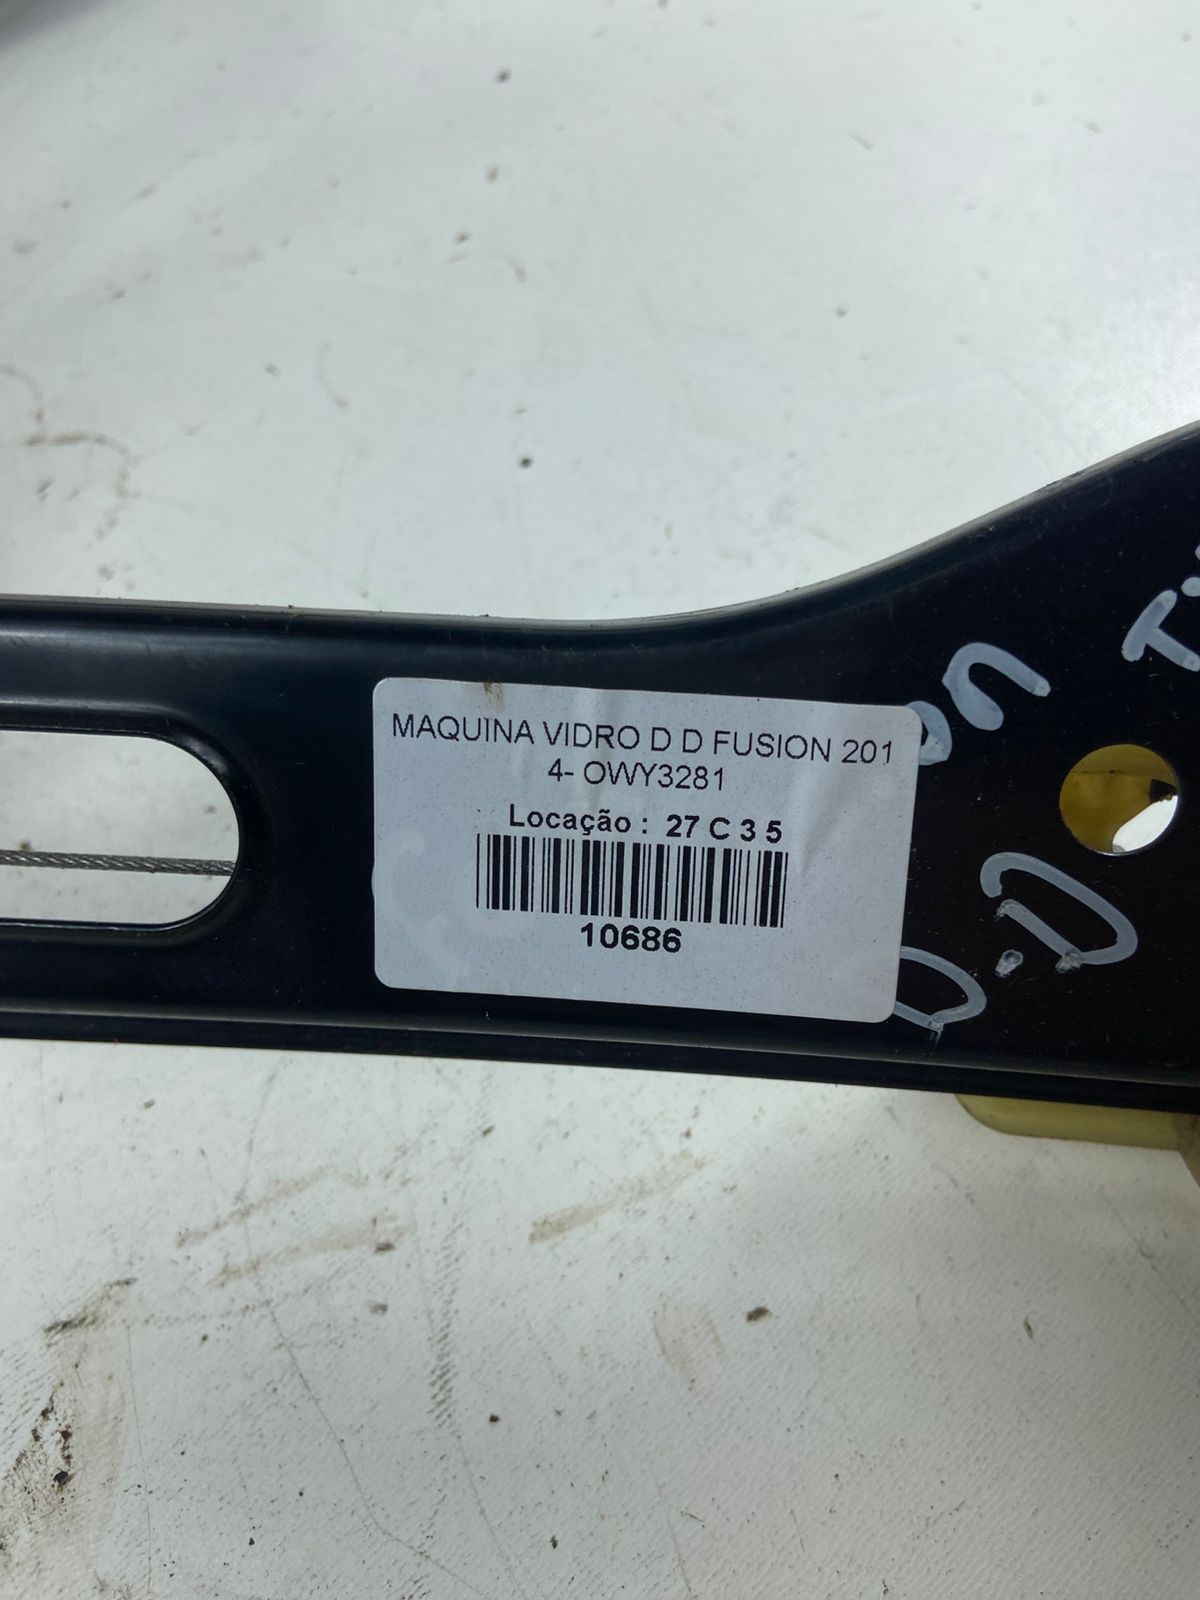 MAQUINA VIDRO D D FUSION 201
4- OWY3281
Locação : 27 C 3 5
10686
D.D